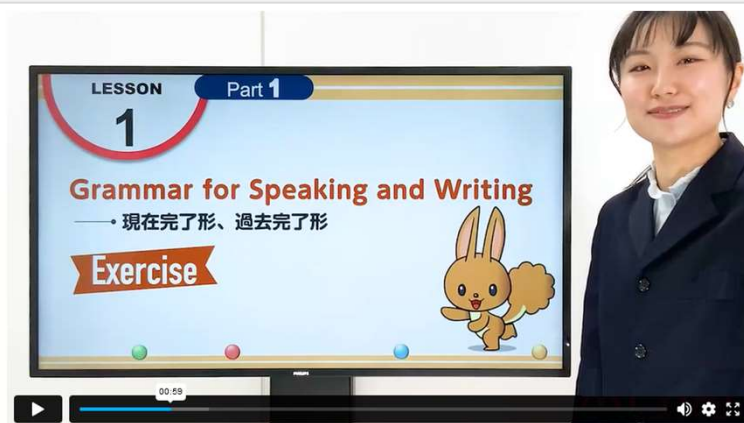 LESSON
1
Part 1
Grammar for Speaking and Writing
現在完了形、過去完了形
Exercise
PHILIPS
00:59